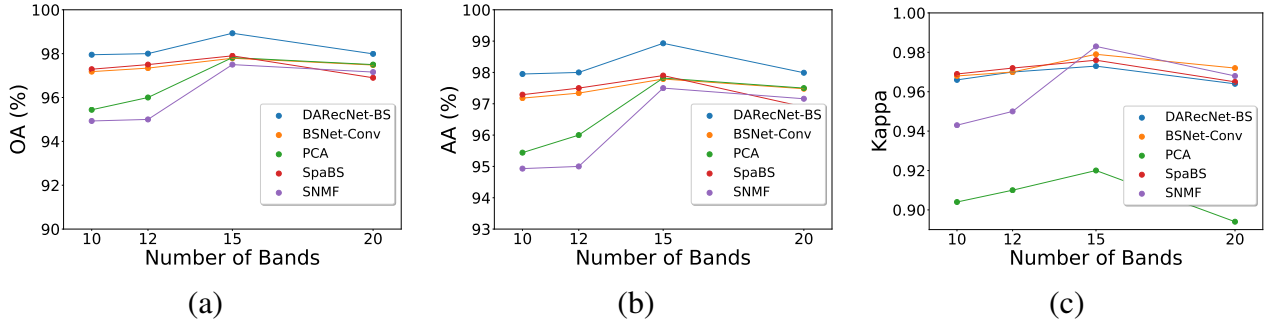 100
98
96
94
92
90
OA (%)
10 12 15 20
Number of Bands
DARecNet-BS
BSNet-Conv
PCA
SpaBS
SNMF
(a)
100
99
98
97
96
95
94
93
AA (%)
10 12 15 20
Number of Bands
DARecNet-BS
BSNet-Conv
PCA
SpaBS
SNMF
(b)
1.00
0.98
0.96
0.94
0.92
0.90
Kappa
10 12 15 20
Number of Bands
DARecNet-BS
BSNet-Conv
PCA
SpaBS
SNMF
(c)